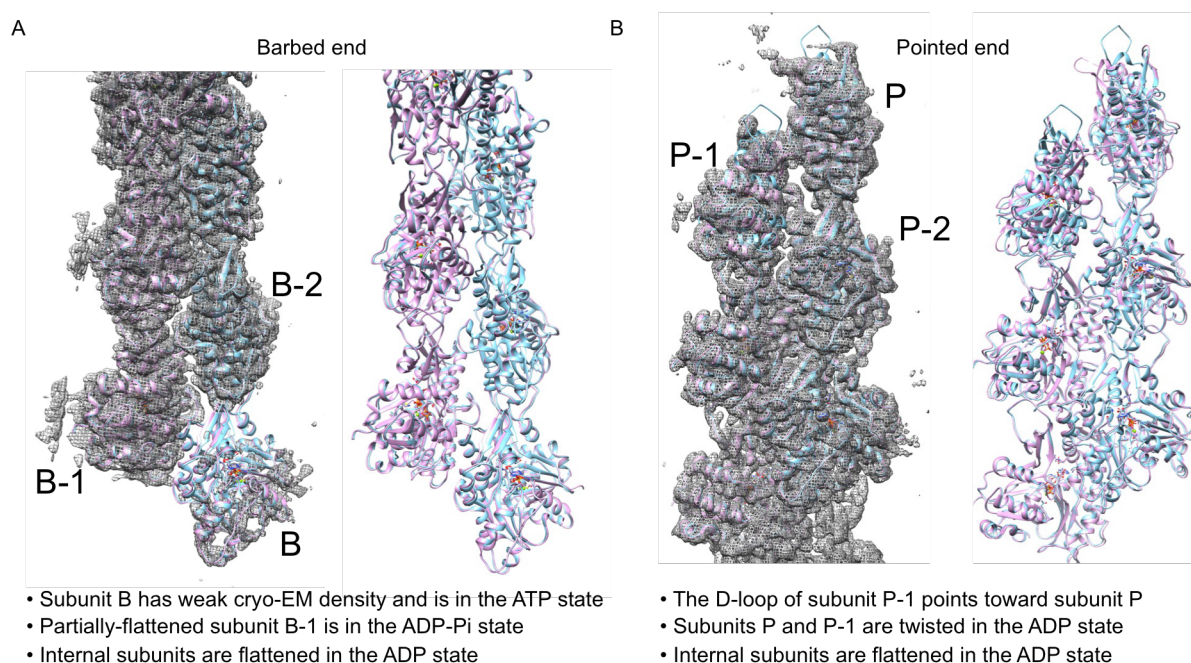 A
Barbed end
B-2
B-1
B
• Subunit B has weak cryo-EM density and is in the ATP state
• Partially-flattened subunit B-1 is in the ADP-Pi state
• Internal subunits are flattened in the ADP state
B
Pointed end
P
P-1
P-2
• The D-loop of subunit P-1 points toward subunit P
• Subunits P and P-1 are twisted in the ADP state
• Internal subunits are flattened in the ADP state